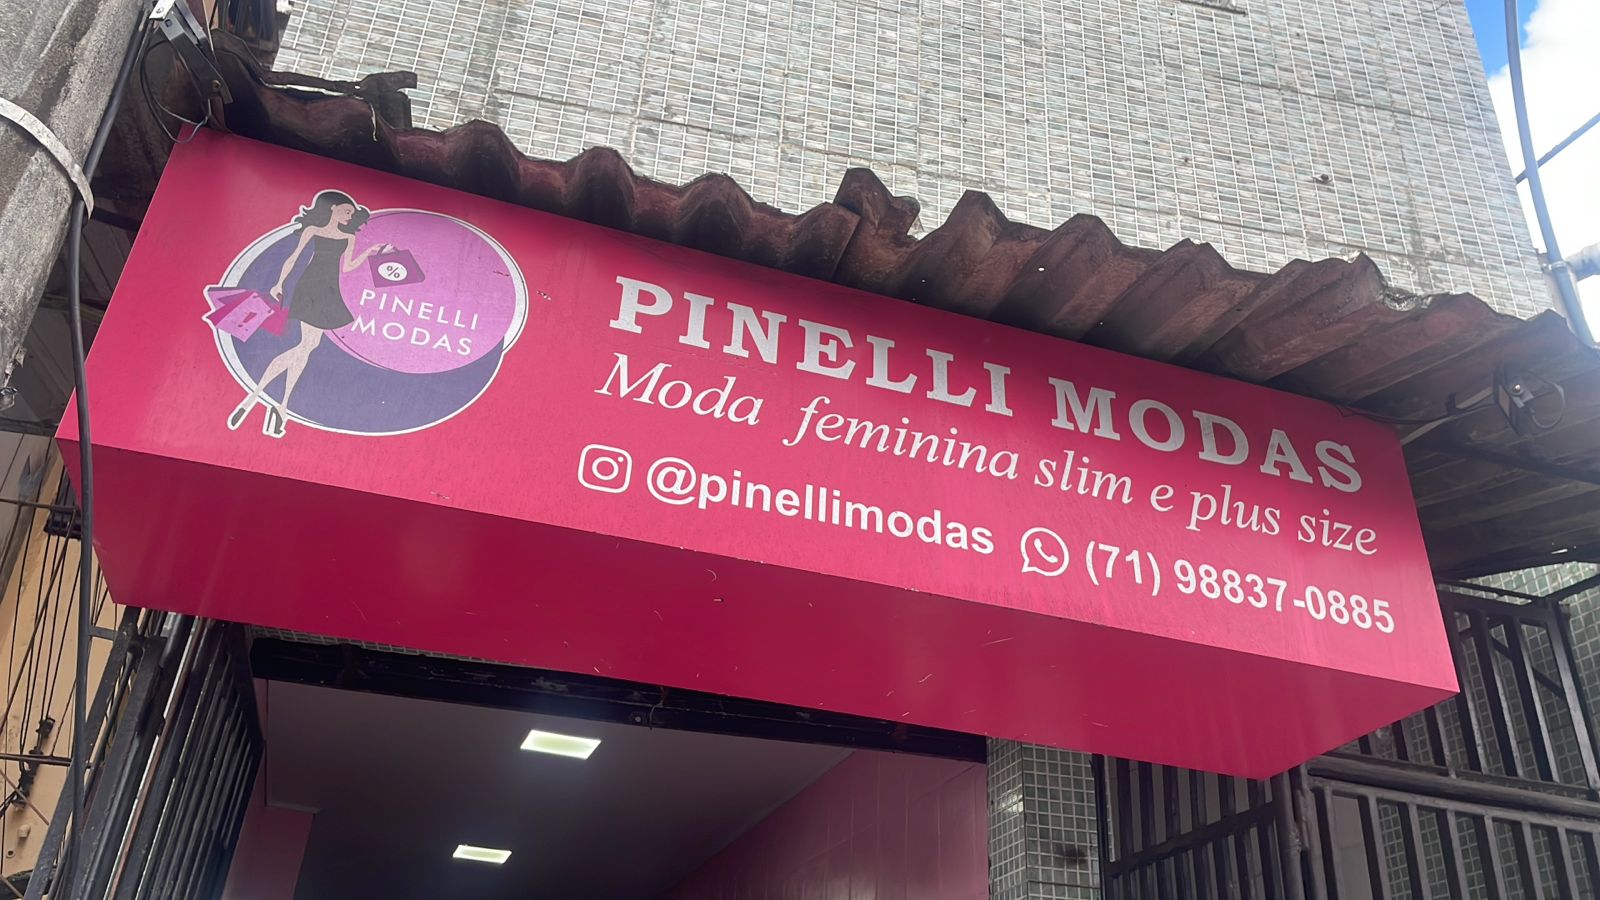 PINELLI
MODAS
%
PINELLI MODAS
Moda feminina slim e plus size
@pinellimodas (71) 98837-0885